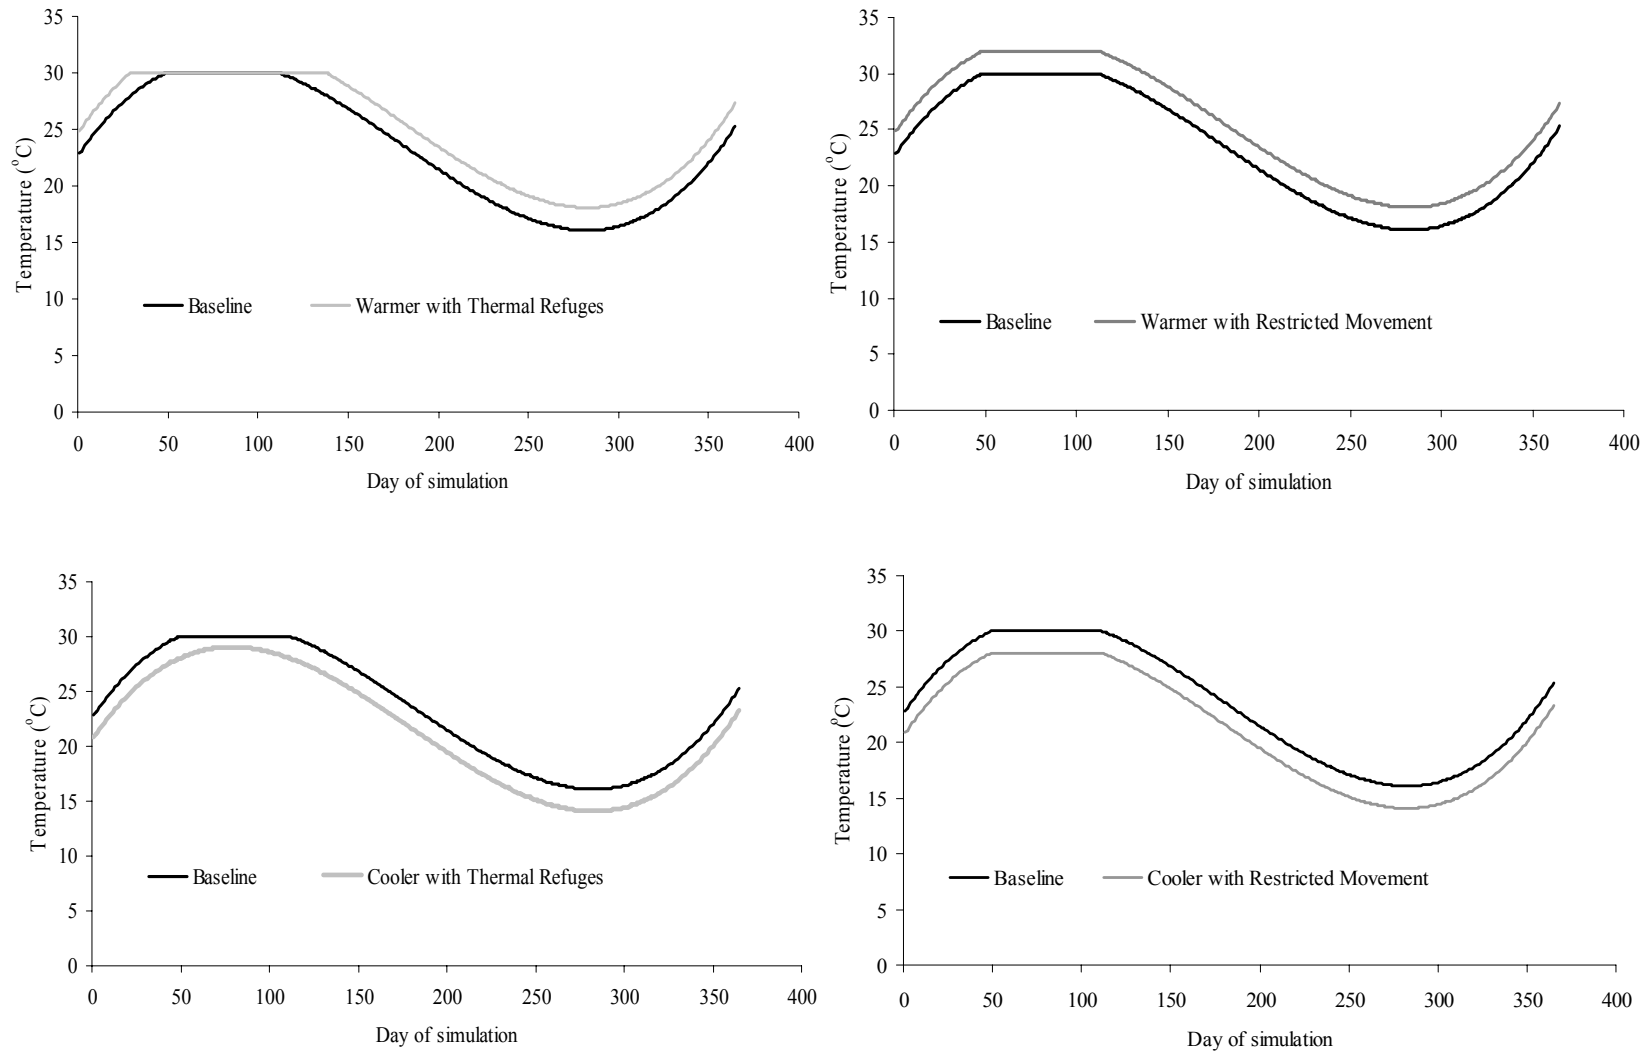 35
30
25
20
15
10
5
0
Temperature (°C)
Baseline
Warmer with Thermal Refuges
0 50 100 150 200 250 300 350 400
Day of simulation
35
30
25
20
15
10
5
0
Temperature (°C)
Baseline
Warmer with Restricted Movement
0 50 100 150 200 250 300 350 400
Day of simulation
35
30
25
20
15
10
5
0
Temperature (°C)
Baseline
Cooler with Thermal Refuges
0 50 100 150 200 250 300 350 400
Day of simulation
35
30
25
20
15
10
5
0
Temperature (°C)
Baseline
Cooler with Restricted Movement
0 50 100 150 200 250 300 350 400
Day of simulation